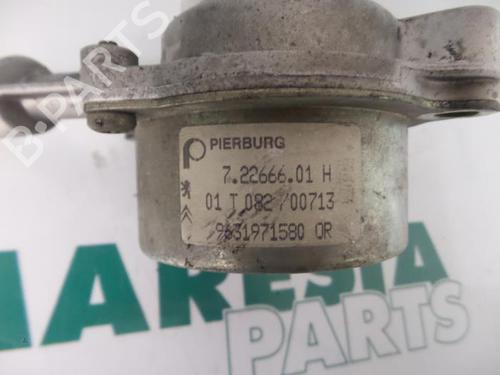 PIERBURG
7.22666.01 H
01 T 082 /00713
9631971580 OR
B-PARTS
MARESIA
PARTS